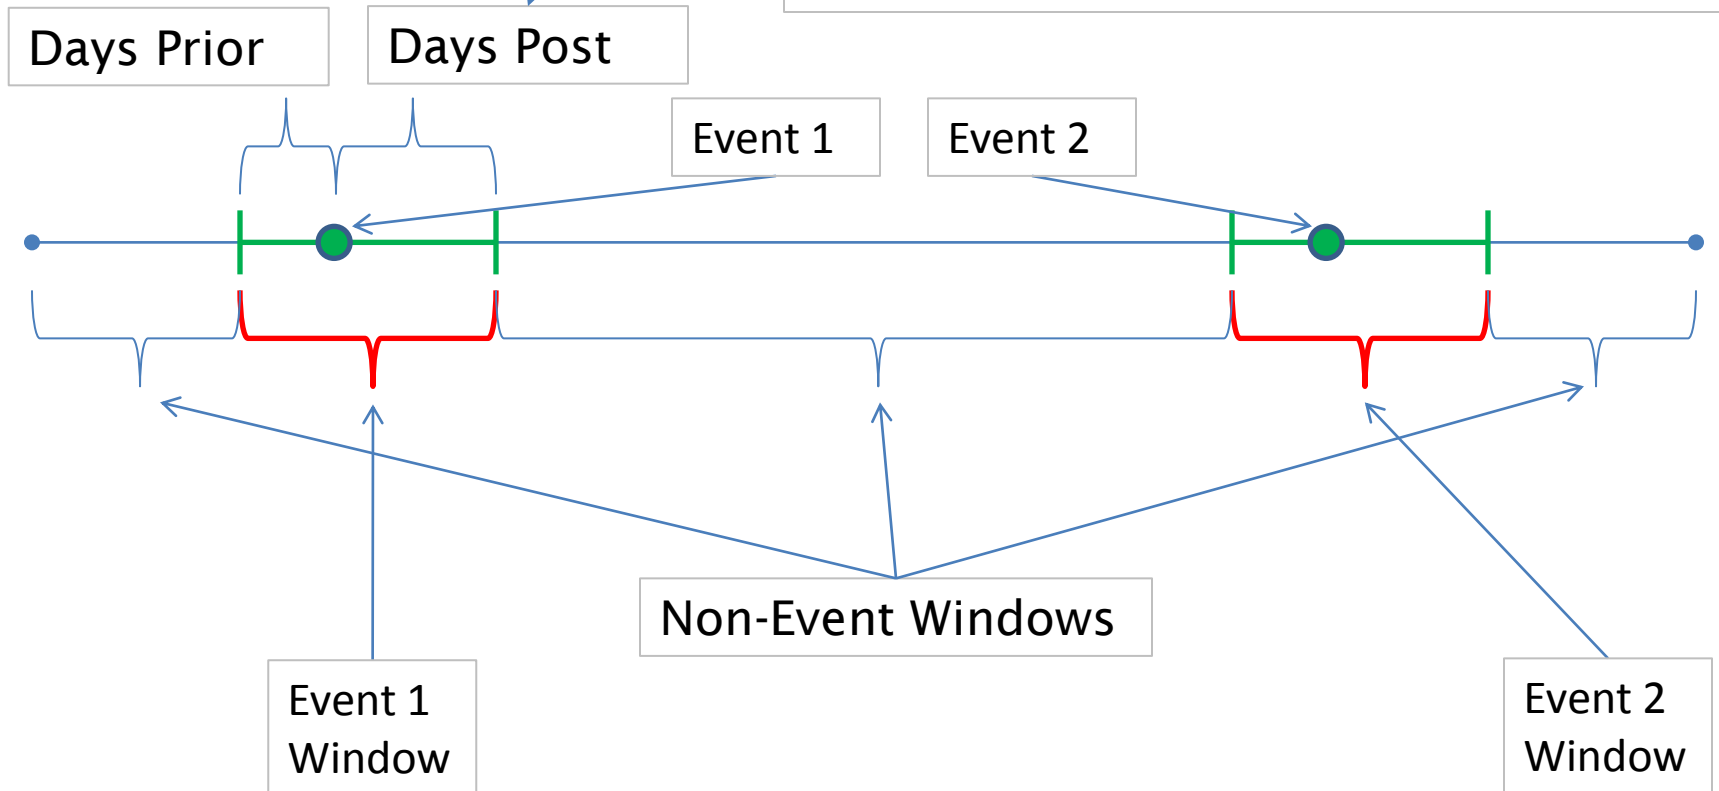 Days Prior
Days Post
Event 1
Event 2
Non-Event Windows
Event 1
Window
Event 2
Window